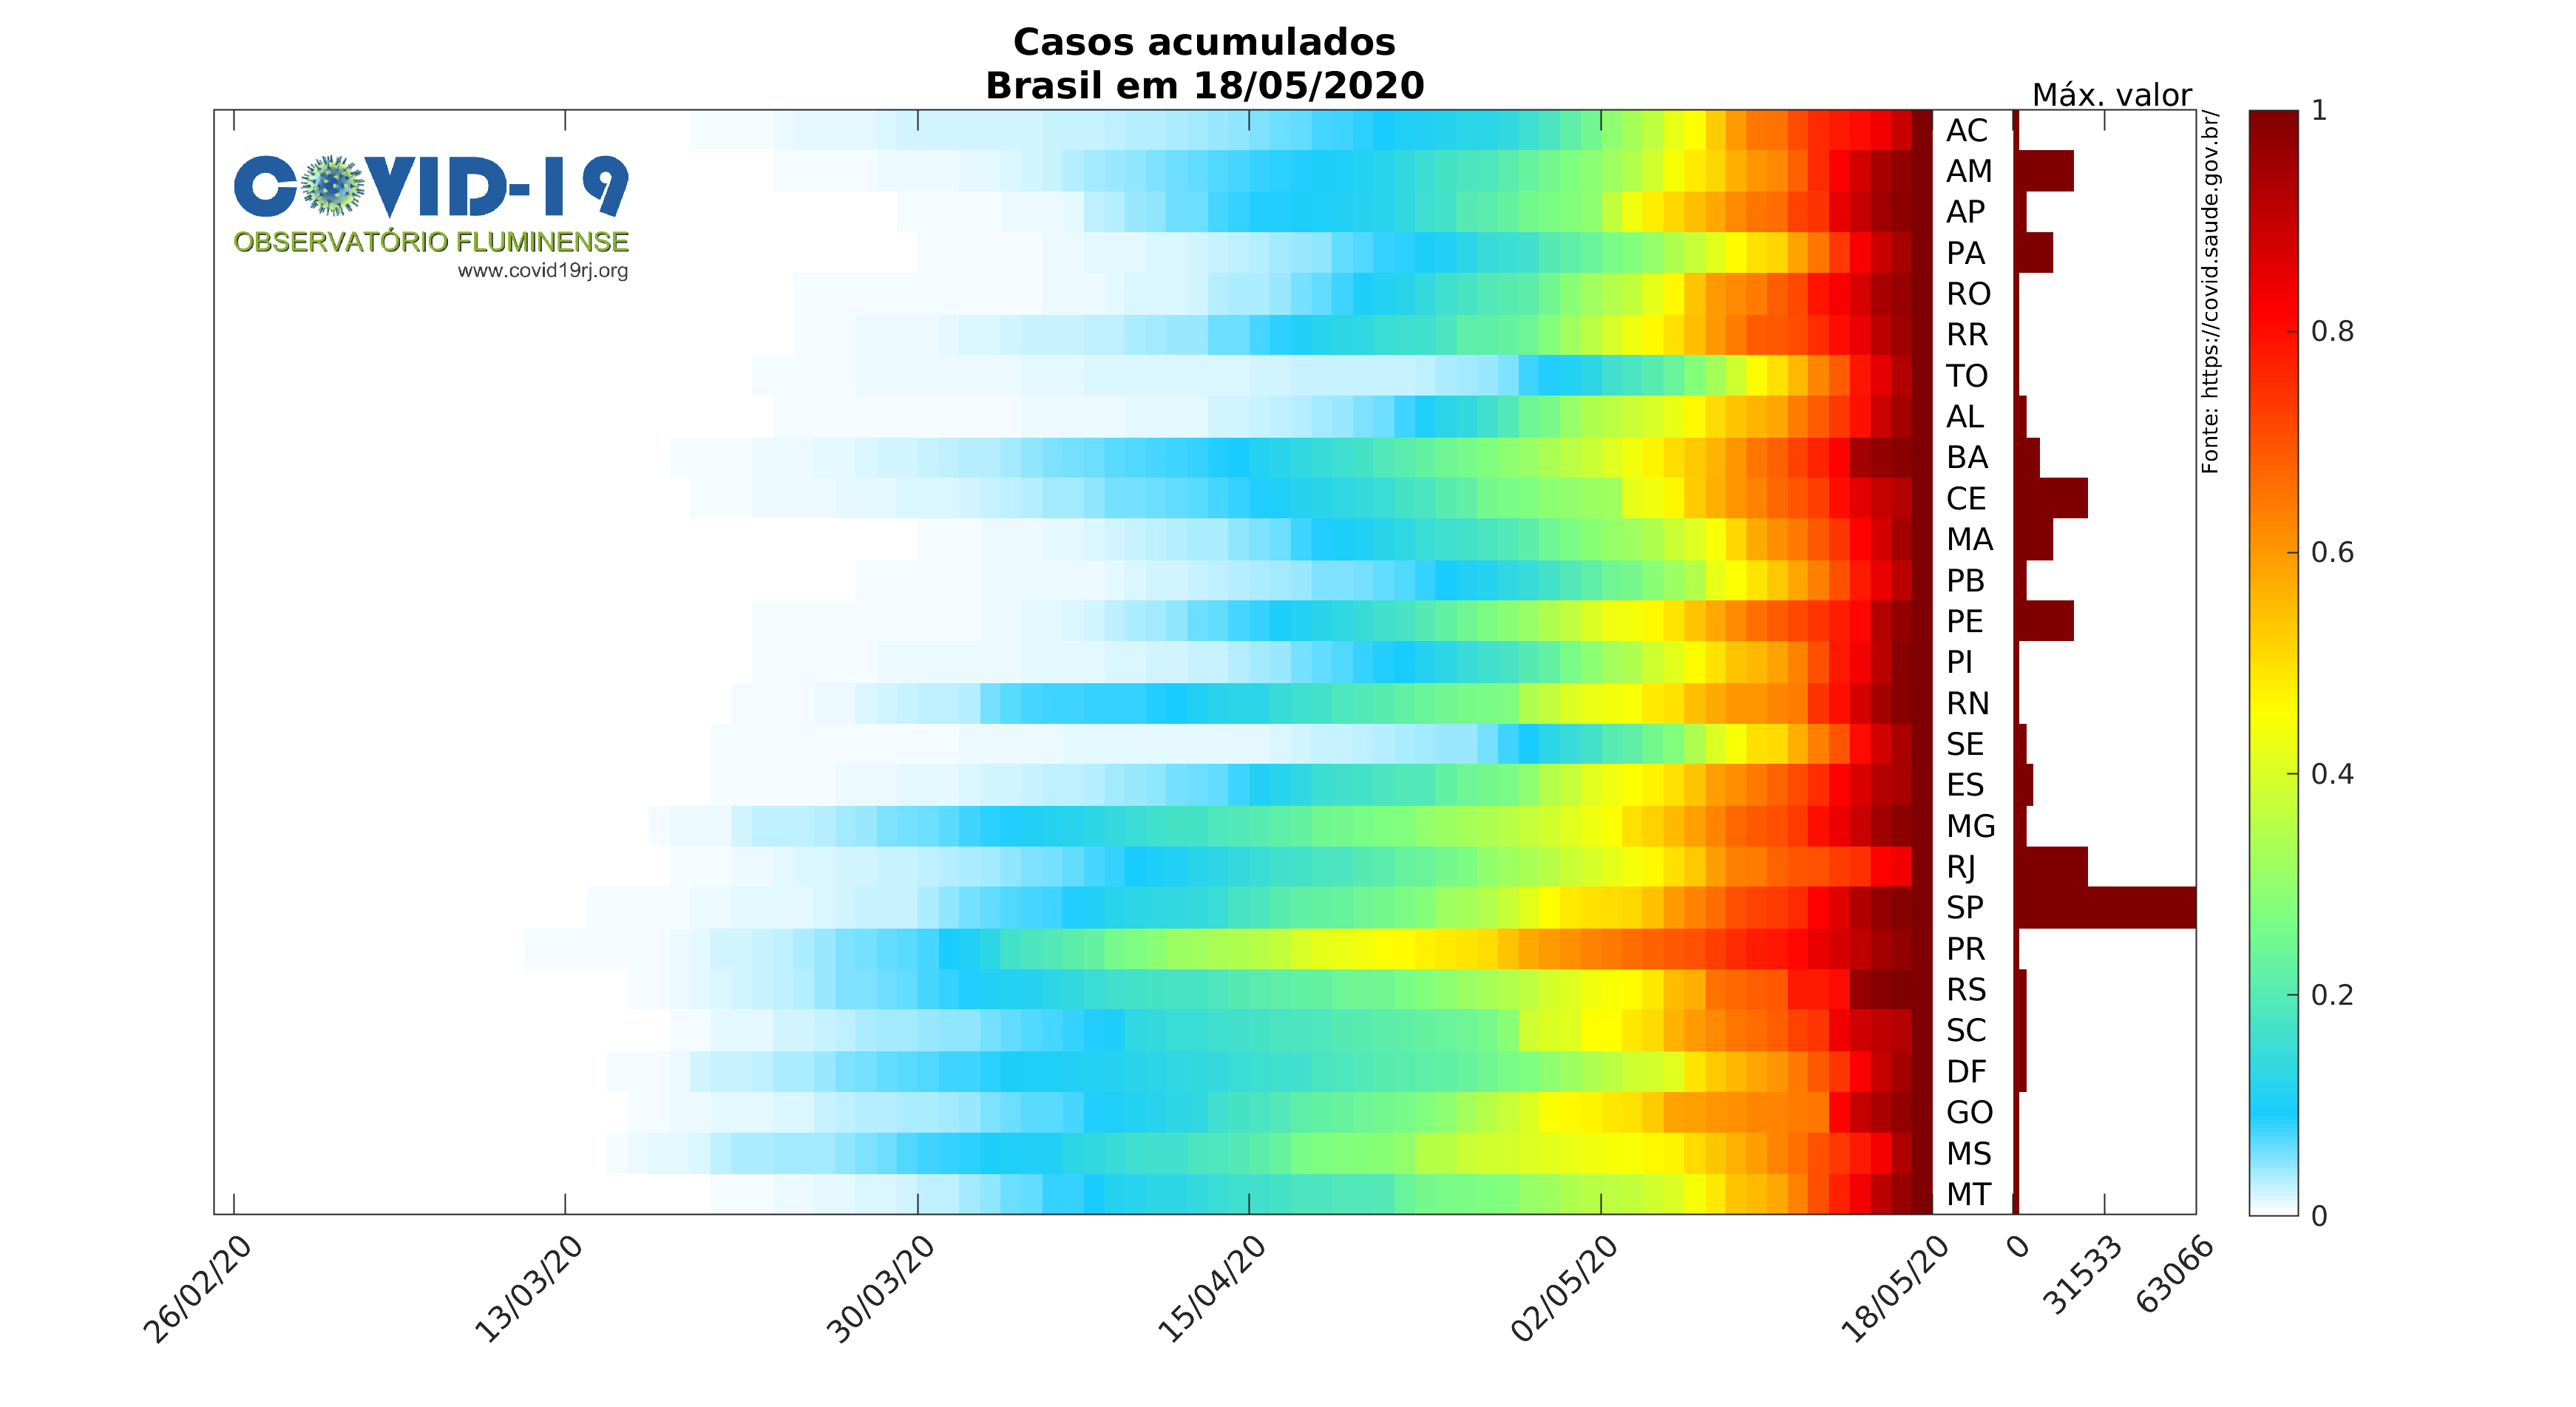 Casos acumulados
Brasil em 18/05/2020
Máx. valor
COVID-19
OBSERVATÓRIO FLUMINENSE
www.covid19rj.org
AC
AM
AP
PA
RO
RR
TO
AL
BA
CE
MA
PB
PE
PI
RN
SE
ES
MG
RJ
SP
PR
RS
SC
DF
GO
MS
MT
Fonte: https://covid.saude.gov.br/
1
0.8
0.6
0.4
0.2
0
26/02/20
13/03/20
30/03/20
15/04/20
02/05/20
18/05/20
0
31533
63066